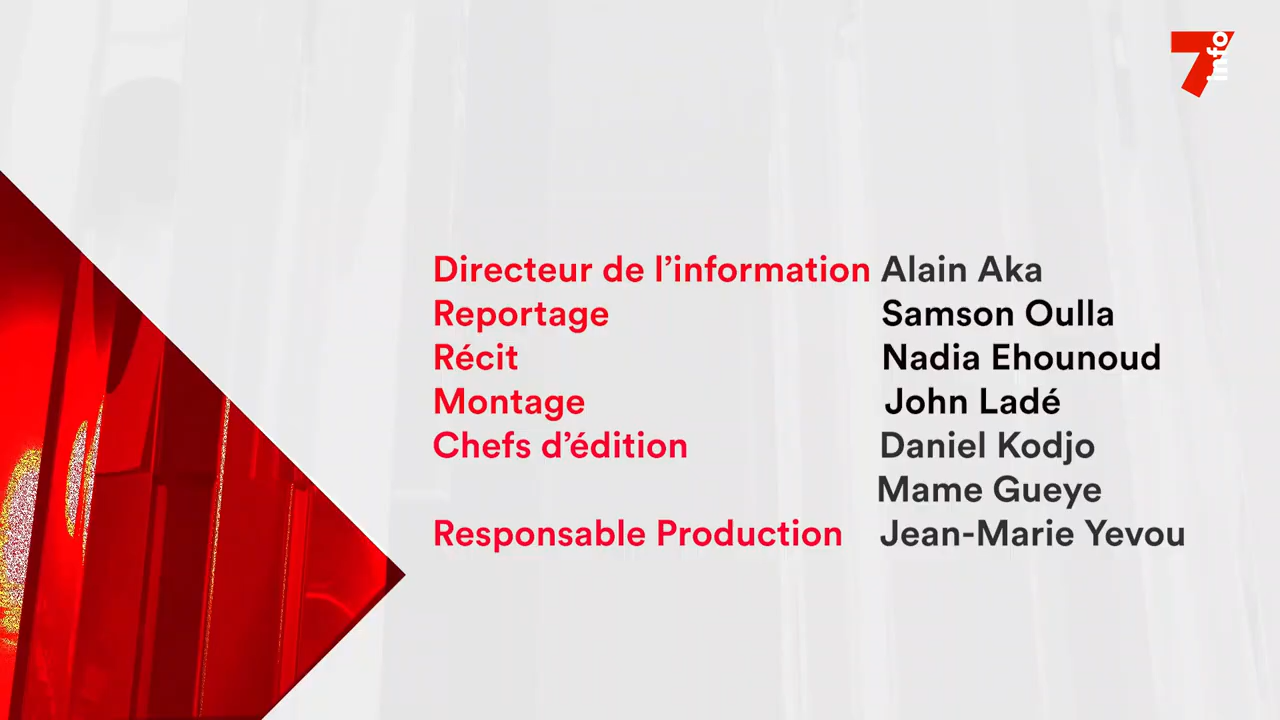 7 info
Directeur de l’information Alain Aka
Reportage Samson Oulla
Récit Nadia Ehounoud
Montage John Ladé
Chefs d’édition Daniel Kodjo
Mame Gueye
Responsable Production Jean-Marie Yevou